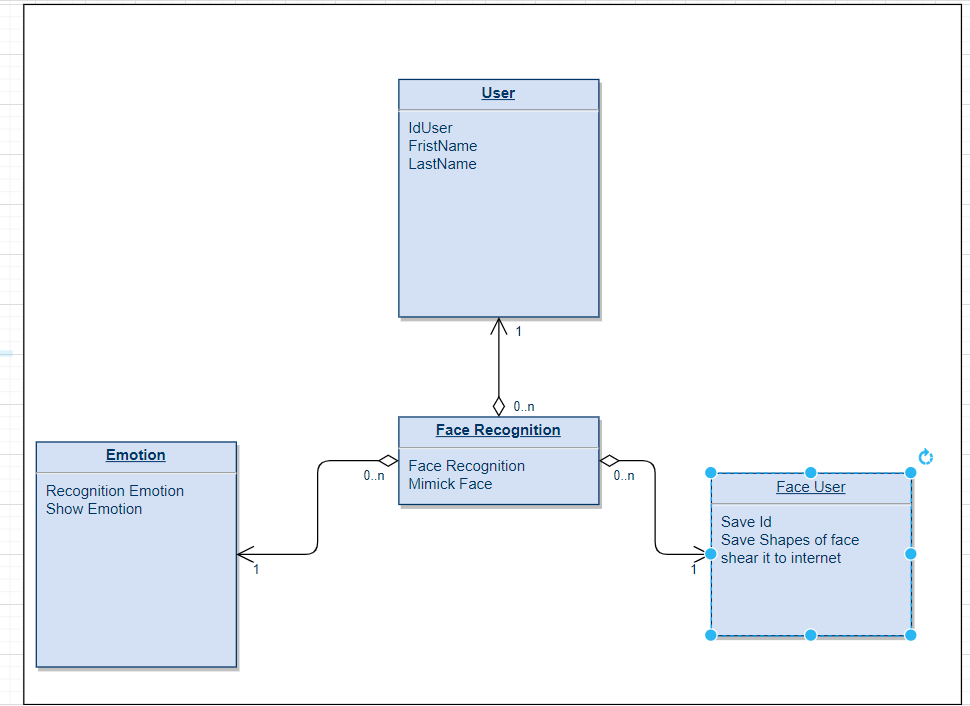 User
IdUser
FristName
LastName
1
0..n
Face Recognition
Face Recognition
Mimick Face
0..n
0..n
Emotion
Recognition Emotion
Show Emotion
1
Face User
Save Id
Save Shapes of face
shear it to internet
1